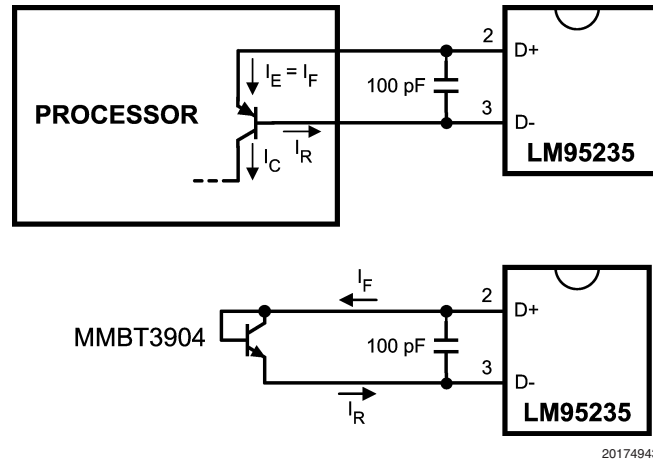 2
D+
I_E = I_F
100 pF
PROCESSOR
3
D-
I_R
LM95235
I_C
I_F
2
D+
MMBT3904
100 pF
3
D-
I_R
LM95235